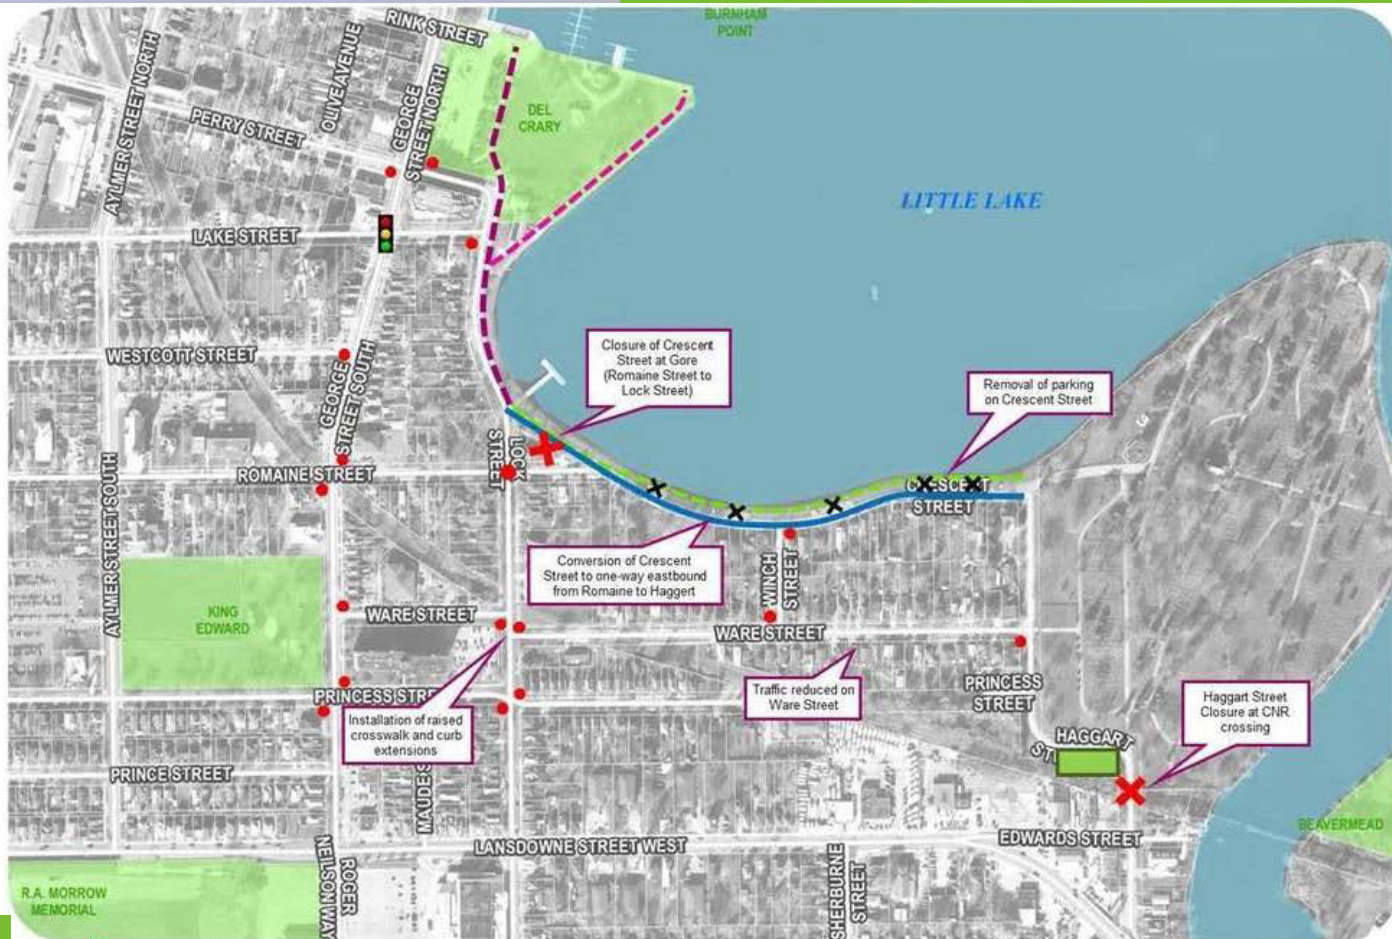 BURNHAM
POINT
RINK STREET
AYLMER STREET NORTH
OLIVE AVENUE
GEORGE
STREET NORTH
PERRY STREET
DEL
CRARY
LITTLE LAKE
LAKE STREET
WESTCOTT STREET
GEORGE
STREET SOUTH
Closure of Crescent
Street at Gore
(Romaine Street to
Lock Street)
Removal of parking
on Crescent Street
LOCK
STREET
ROMAINE STREET
CRESCENT
STREET
AYLMER STREET SOUTH
Conversion of Crescent
Street to one-way eastbound
from Romaine to Haggert
WINCH
STREET
KING
EDWARD
WARE STREET
WARE STREET
Traffic reduced on
Ware Street
PRINCESS
STREET
PRINCESS STRE
Installation of raised
crosswalk and curb
extensions
Haggart Street
Closure at CNR
crossing
HAGGART
ST
PRINCE STREET
MAUDE S
LANSDOWNE STREET WEST
EDWARDS STREET
BEAVERMEAD
R.A. MORROW
MEMORIAL
NEILSON WAY
ROGER
SHERBURNE
STREET